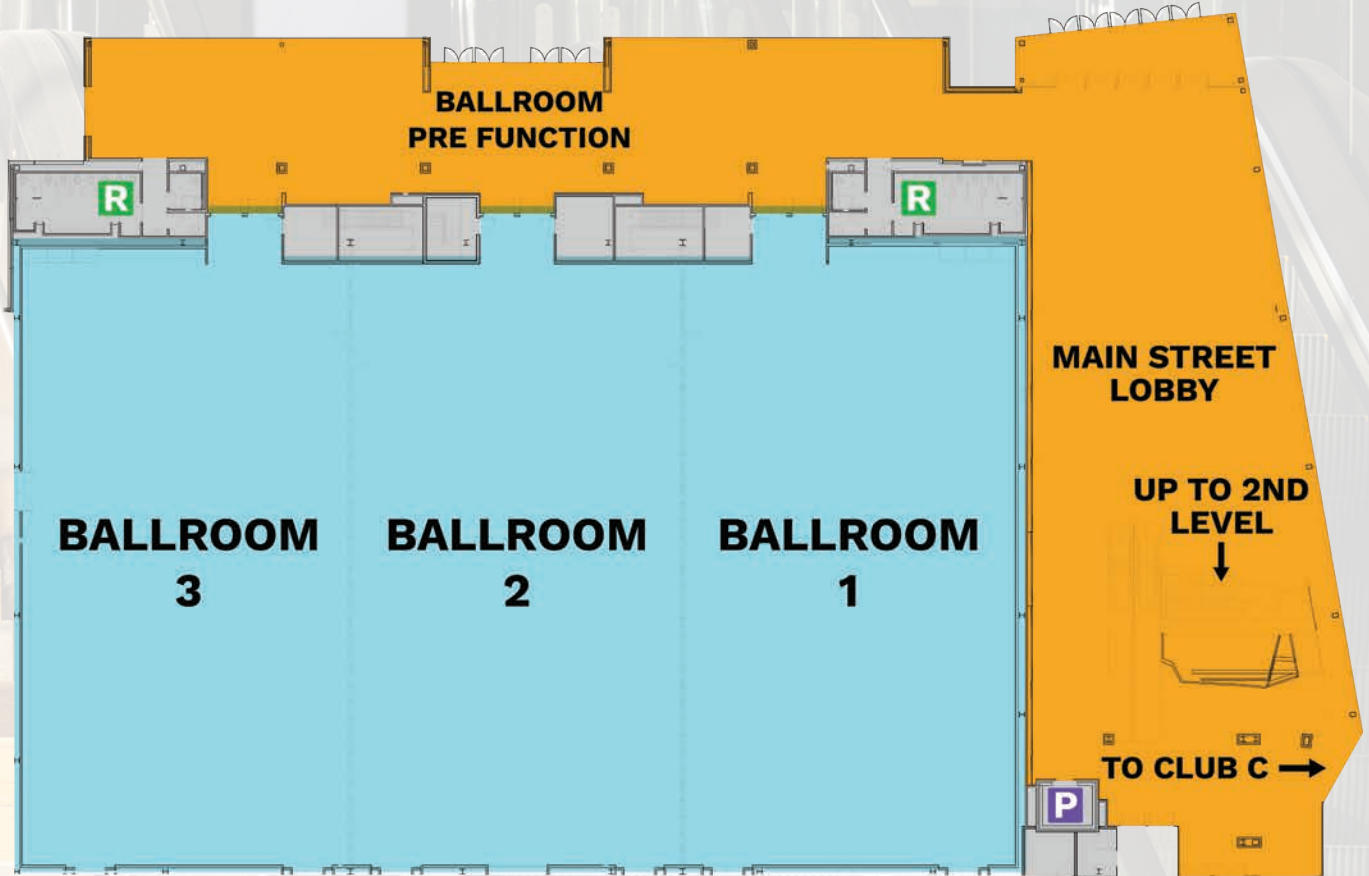 BALLROOM
PRE FUNCTION
R
R
MAIN STREET
LOBBY
UP TO 2ND
LEVEL
BALLROOM
3
BALLROOM
2
BALLROOM
1
TO CLUB C
P